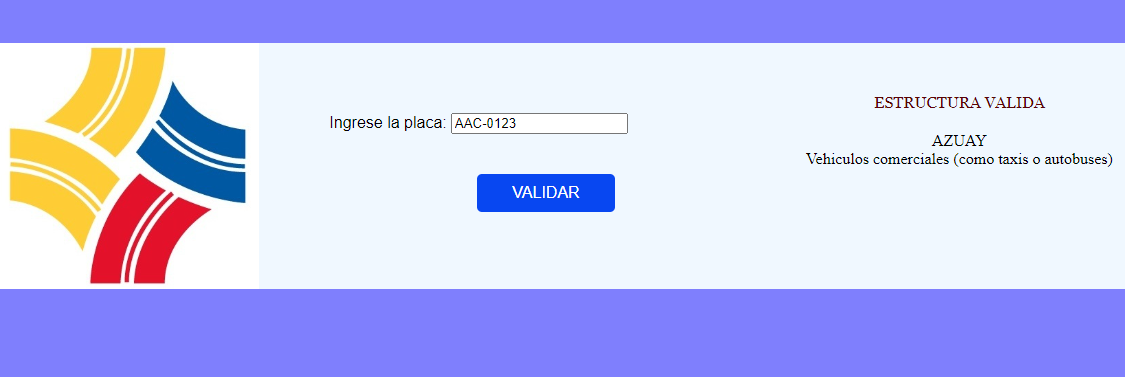 Ingrese la placa: AAC-0123
VALIDAR
ESTRUCTURA VALIDA
AZUAY
Vehiculos comerciales (como taxis o autobuses)